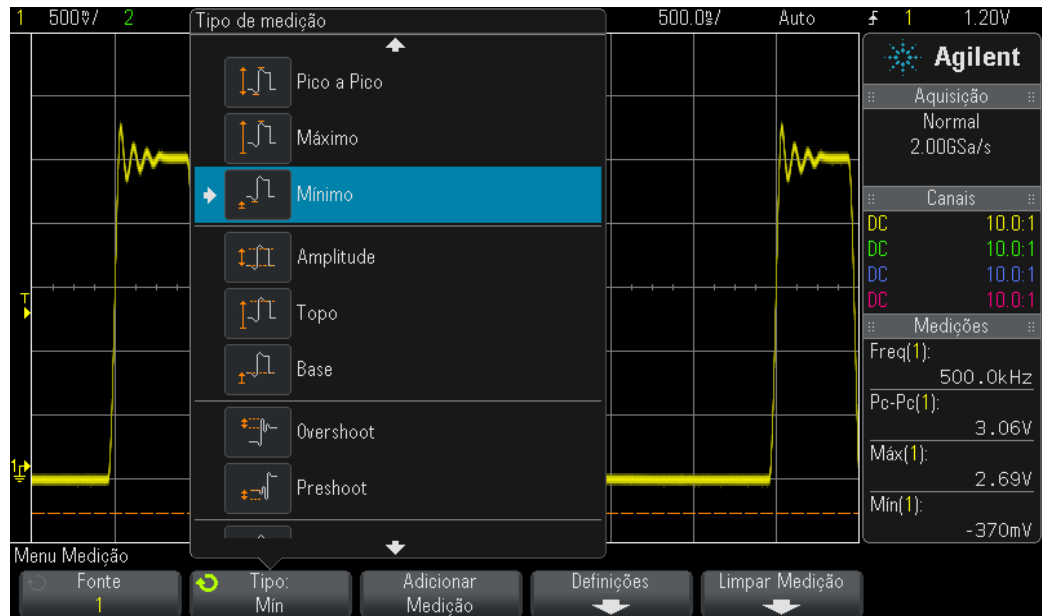 1 500▿/ 2 500.0▿/ Auto 1 1.20V
Tipo de medição
Pico a Pico
Máximo
Mínimo
Amplitude
Topo
Base
Overshoot
Preshoot
T
1
Agilent
Aquisição
Normal
2.00GSa/s
Canais
DC 10.0:1
DC 10.0:1
DC 10.0:1
DC 10.0:1
Medições
Freq(1):
500.0kHz
Pc-Pc(1):
3.06V
Máx(1):
2.69V
Mín(1):
-370mV
Menu Medição
Fonte
1
Tipo:
Mín
Adicionar
Medição
Definições
Limpar Medição